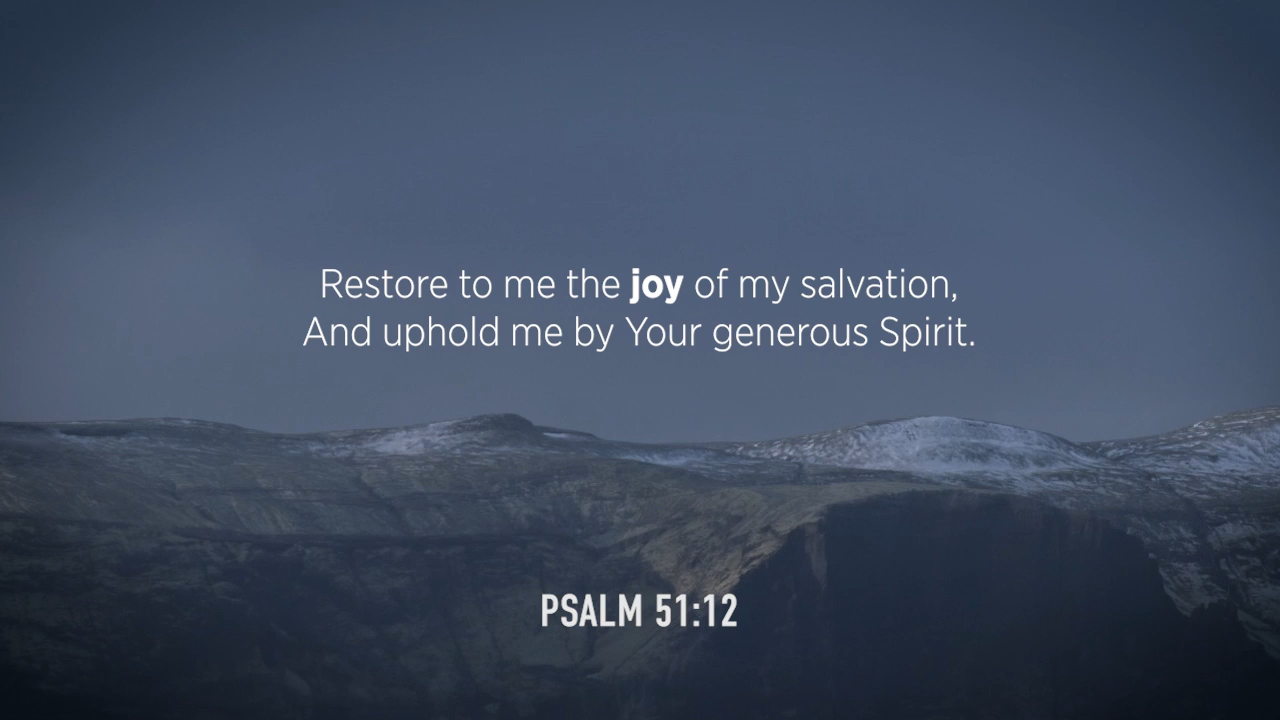 Restore to me the joy of my salvation,
And uphold me by Your generous Spirit.
PSALM 51:12